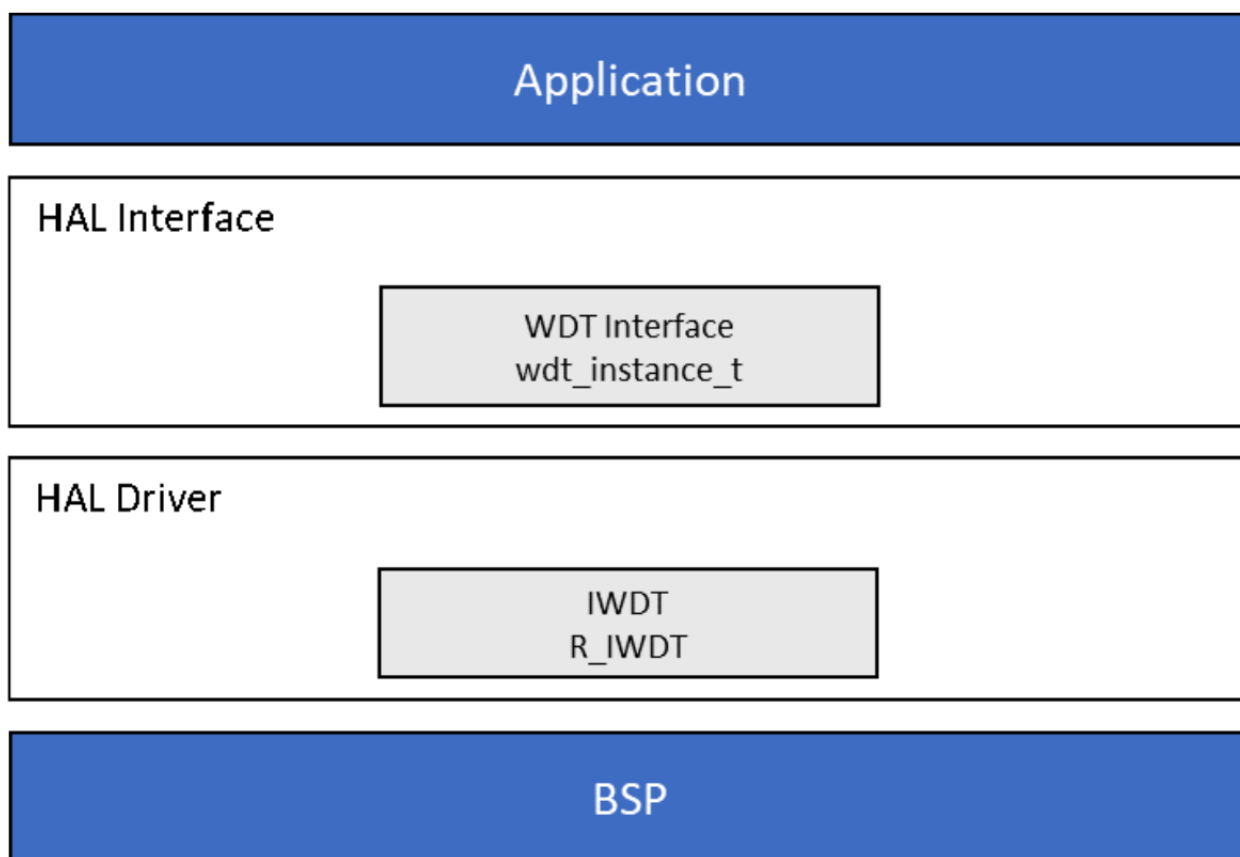 Application
HAL Interface
WDT Interface
wdt_instance_t
HAL Driver
IWDT
R_IWDT
BSP